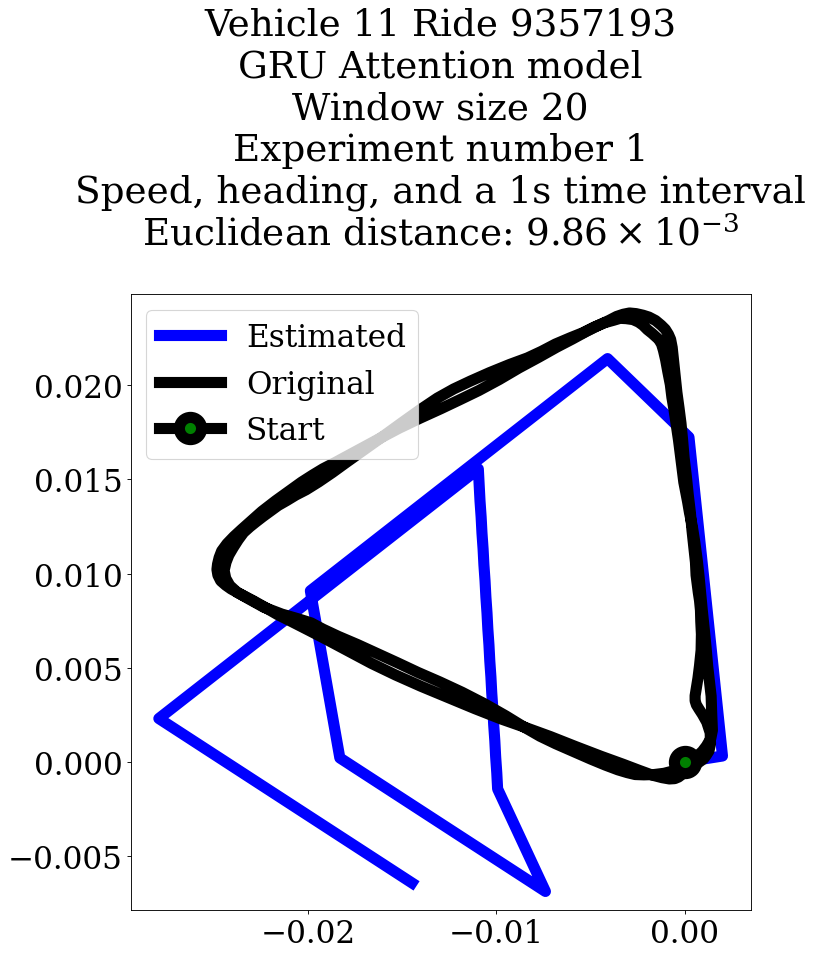 Vehicle 11 Ride 9357193
GRU Attention model
Window size 20
Experiment number 1
Speed, heading, and a 1s time interval
Euclidean distance: 9.86 × 10⁻³
Estimated
Original
Start
0.020
0.015
0.010
0.005
0.000
−0.005
−0.02 −0.01 0.00